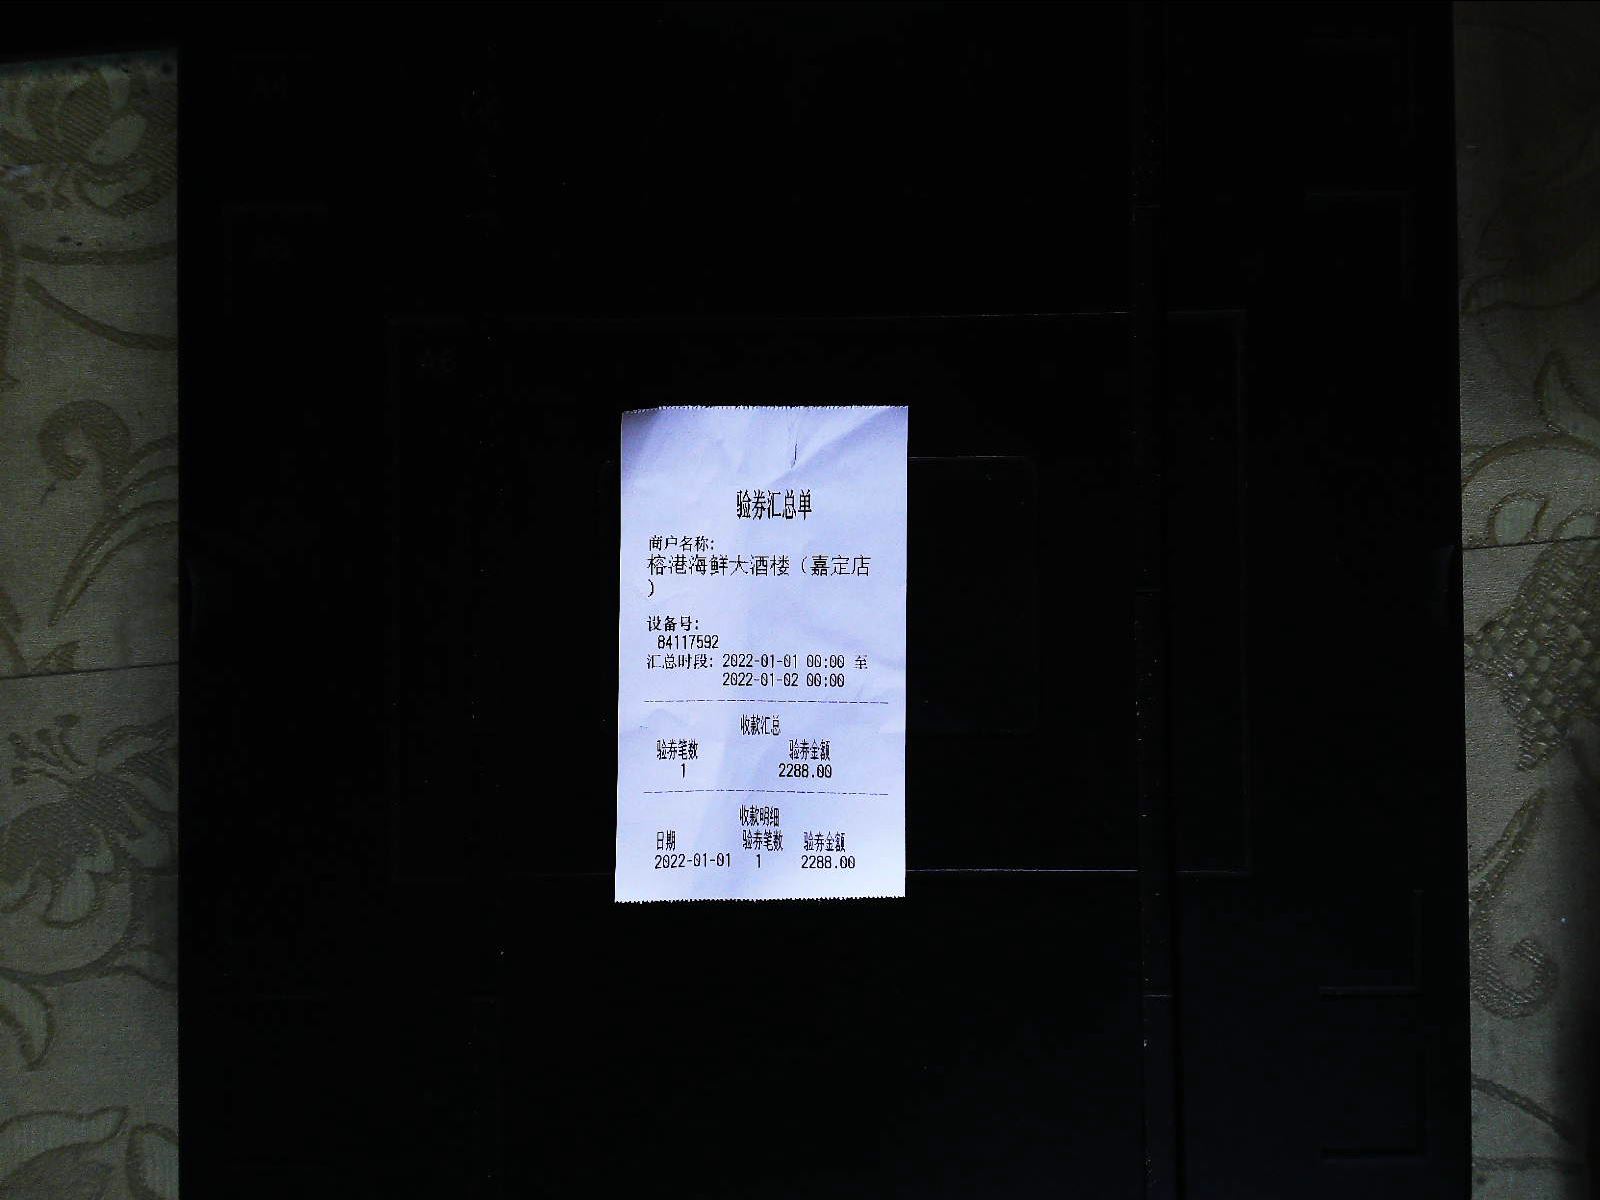 验券汇总单
商户名称:
榕港海鲜大酒楼（嘉定店
）
设备号:
84117592
汇总时段: 2022-01-01 00:00 至
2022-01-02 00:00
收款汇总
验券笔数 验券金额
1 2288.00
收款明细
日期 验券笔数 验券金额
2022-01-01 1 2288.00